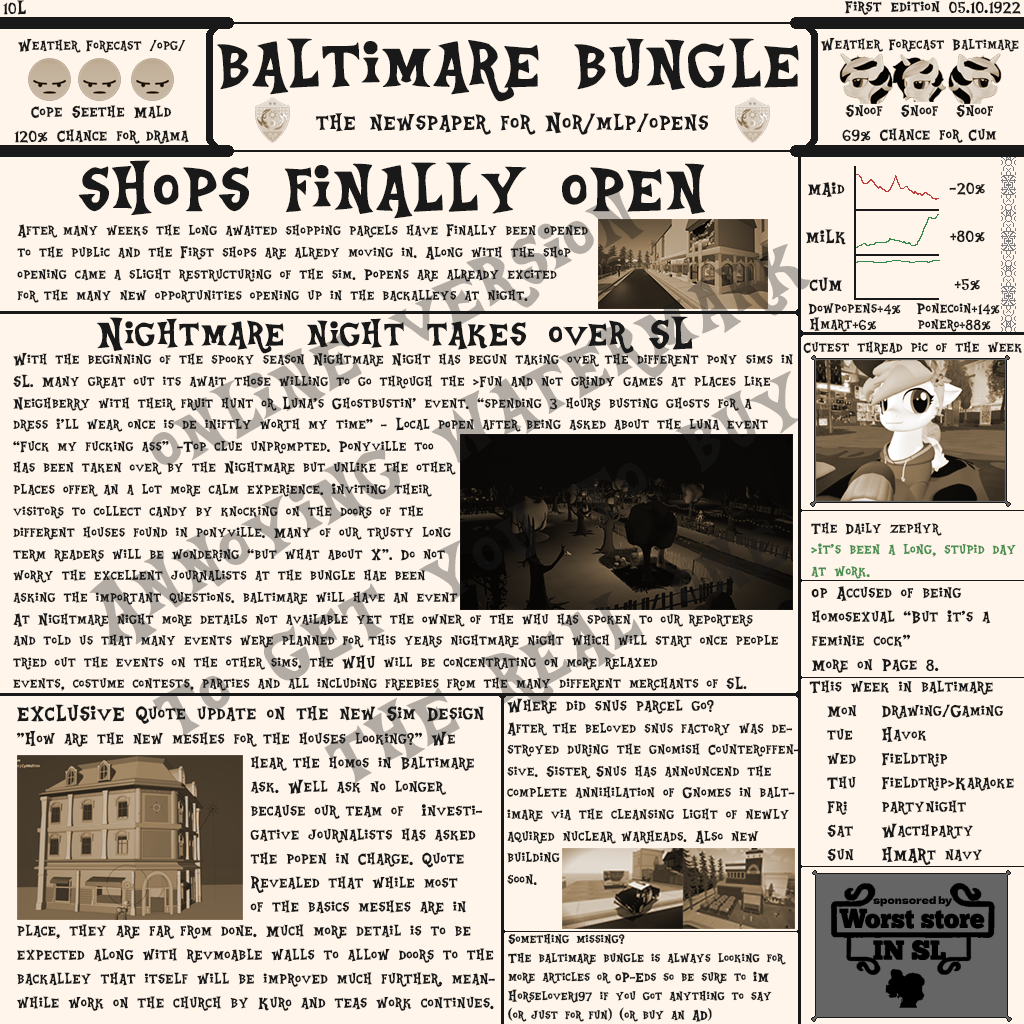 10L
First edition 05.10.1922
Weather Forecast /opg/
Cope Seethe Mald
120% chance for drama
BALTiMARE BUNGLE
the newspaper for Nor/mlp/opens
Weather Forecast Baltimare
Snoof Snoof Snoof
69% chance for cum
SHOPS FiNALLY OPEN
After many weeks the long awaited shopping parcels have Finally been opened
to the public and the First shops are alredy moving in. Along with the shop
opening came a slight restructuring of the sim. Popens are already excited
for the many new opportunities opening up in the backalleys at night.
NiGHTMARE NiGHT TAKES OVER SL
With the beginning of the spooky season Nightmare Night has begun taking over the different pony sims in
SL. many great out its await those willing to go through the >fun and not grindy games at places like
Neighberry with their fruit hunt or Luna's Ghostbustin' event. "spending 3 hours busting ghosts for a
dress i'll wear once is de iniftly worth my time" - Local popen after being asked about the luna event
"Fuck my fucking ass" -Top clue unprompted. Ponyville too
has been taken over by the Nightmare but unlike the other
places offer an a lot more calm experience. inviting their
visitors to collect candy by knocking on the doors of the
different houses found in ponyville. Many of our trusty long
term readers will be wondering "but what about X". Do not
worry the excellent journalists at the bungle hae been
asking the important questions. baltimare will have an event
At Nightmare night more details not available yet the owner of the whu has spoken to our reporters
and told us that many events were planned for this years nightmare night which will start once people
tried out the events on the other sims. the WHU will be concentrating on more relaxed
events, costume contests, parties and all including freebies from the many different merchants of SL.
EXCLUSiVE Quote update on the new Sim Design
"How are the new meshes for the houses looking?" We
hear the homos in Baltimare
ask. Well ask no longer
because our team of investi-
gative journalists has asked
the popen in charge. Quote
Revealed that while most
of the basics meshes are in
place, they are far from done. Much more detail is to be
expected along with revmoable walls to allow doors to the
backalley that itself will be improved much further, mean-
while work on the church by Kuro and teas work continues.
Where did snus parcel go?
After the beloved snus factory was de-
stroyed during the gnomish Counteroffen-
sive. Sister Snus has announcend the
complete annihilation of Gnomes in balt-
imare via the cleansing light of newly
aquired nuclear warheads. Also new
building
soon.
Something missing?
The baltimare bungle is always looking for
more articles or op-eds so be sure to im
Horselover197 if you got anything to say
(or just for fun) (or buy an ad)
MAiD -20%
MiLK +80%
CUM +5%
Dowpopens+4% Ponecoin+14%
Hmart+6% Ponero+88%
Cutest thread pic of the week
the daily zephyr
>it's been a long, stupid day
at work.
op Accused of being
Homosexual "But it's a
feminie cock"
More on page 8.
This week in baltimare
Mon Drawing/Gaming
Tue Havok
Wed Fieldtrip
Thu Fieldtrip>Karaoke
Fri partynight
Sat Wacthparty
Sun HMART navy
sponsored by
Worst store
IN SL
ONLINE VERSION
ANNOYING WATERMARK
TO GET YOU TO BUY
THE REAL